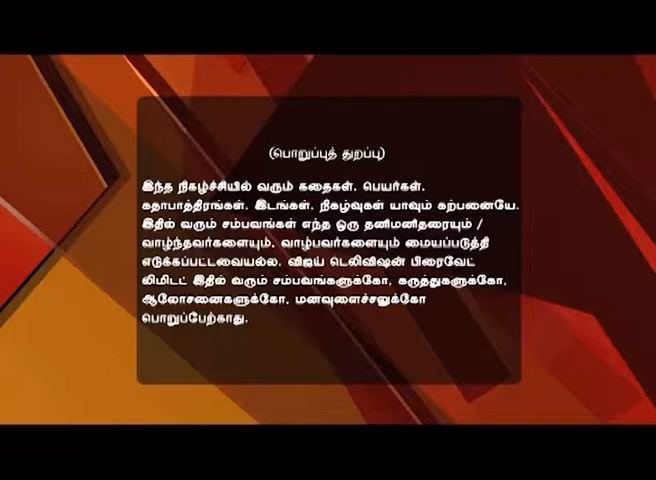 (பொறுப்புத் துறப்பு)
இந்த நிகழ்ச்சியில் வரும் கதைகள், பெயர்கள்,
கதாபாத்திரங்கள், இடங்கள், நிகழ்வுகள் யாவும் கற்பனையே.
இதில் வரும் சம்பவங்கள் எந்த ஒரு தனிமனிதரையும் /
வாழ்ந்தவர்களையும், வாழ்பவர்களையும் மையப்படுத்தி
எடுக்கப்பட்டவையல்ல. விஜய் டெலிவிஷன் பிரைவேட்
லிமிடட் இதில் வரும் சம்பவங்களுக்கோ, கருத்துகளுக்கோ,
ஆலோசனைகளுக்கோ, மனவுளைச்சலுக்கோ
பொறுப்பேற்காது.